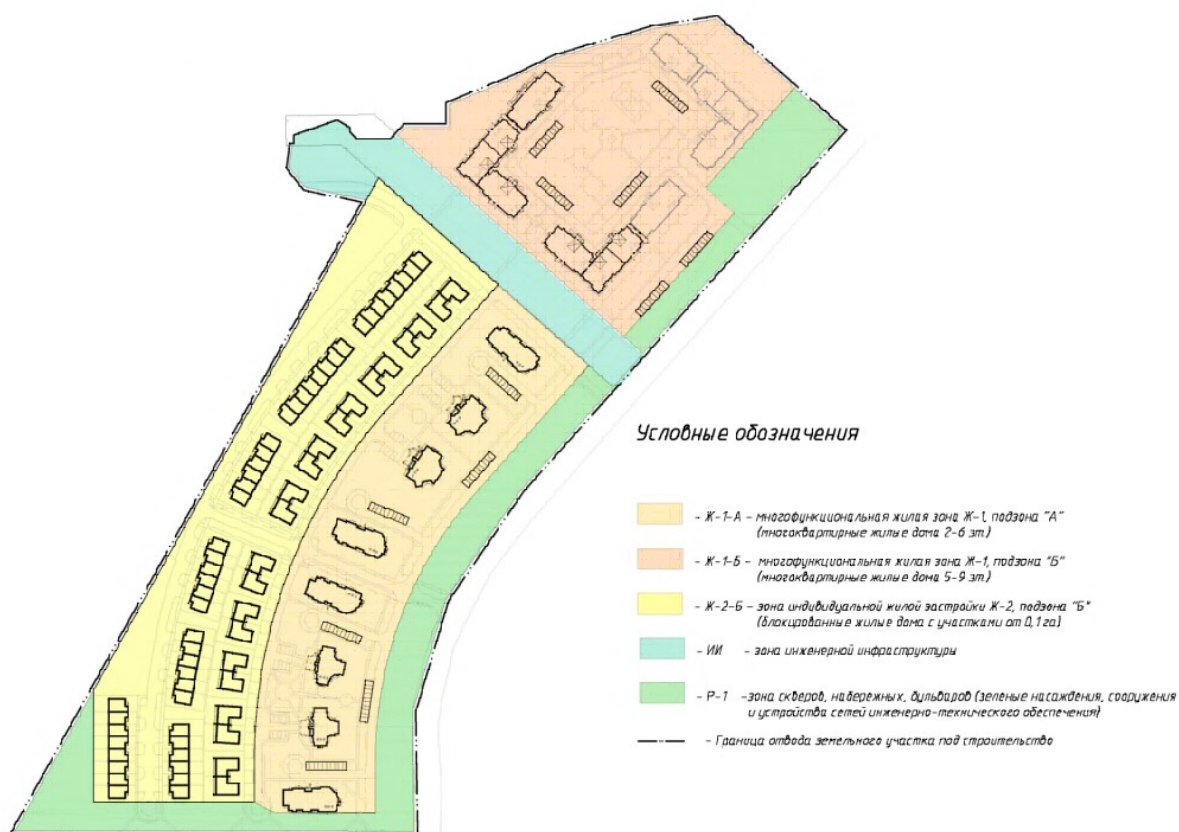 Условные обозначения
- Ж-1-А - многофункциональная жилая зона Ж-1, подзона "А"
(многоквартирные жилые дома 2-6 эт.)
- Ж-1-Б - многофункциональная жилая зона Ж-1, подзона "Б"
(многоквартирные жилые дома 5-9 эт.)
- Ж-2-Б - зона индивидуальной жилой застройки Ж-2, подзона "Б"
(блокированные жилые дома с участками от 0,1 га)
- ИИ - зона инженерной инфраструктуры
- Р-1 - зона скверов, набережных, бульваров (зеленые насаждения, сооружения
и устройства сетей инженерно-технического обеспечения)
- Граница отвода земельного участка под строительство